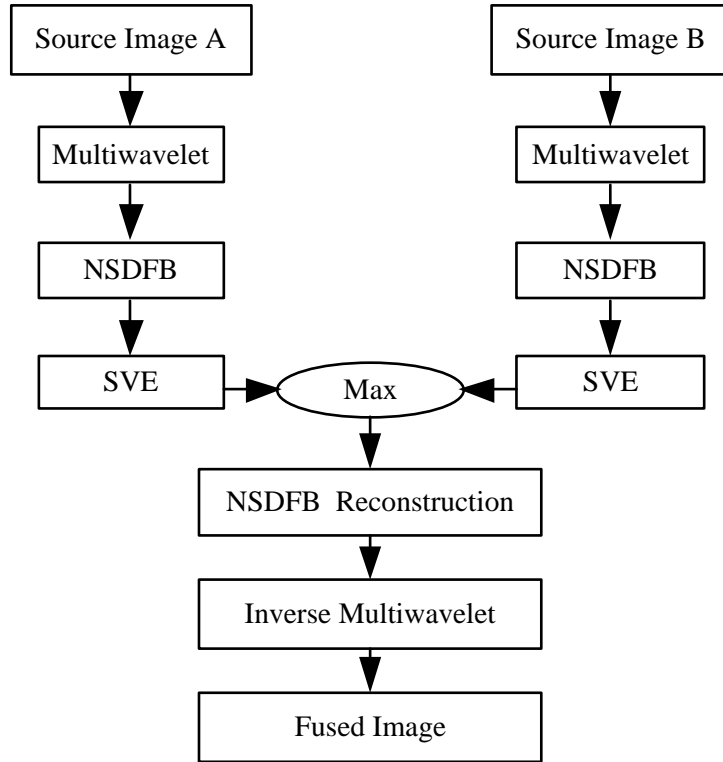 Source Image A
Source Image B
Multiwavelet
Multiwavelet
NSDFB
NSDFB
SVE
Max
SVE
NSDFB Reconstruction
Inverse Multiwavelet
Fused Image